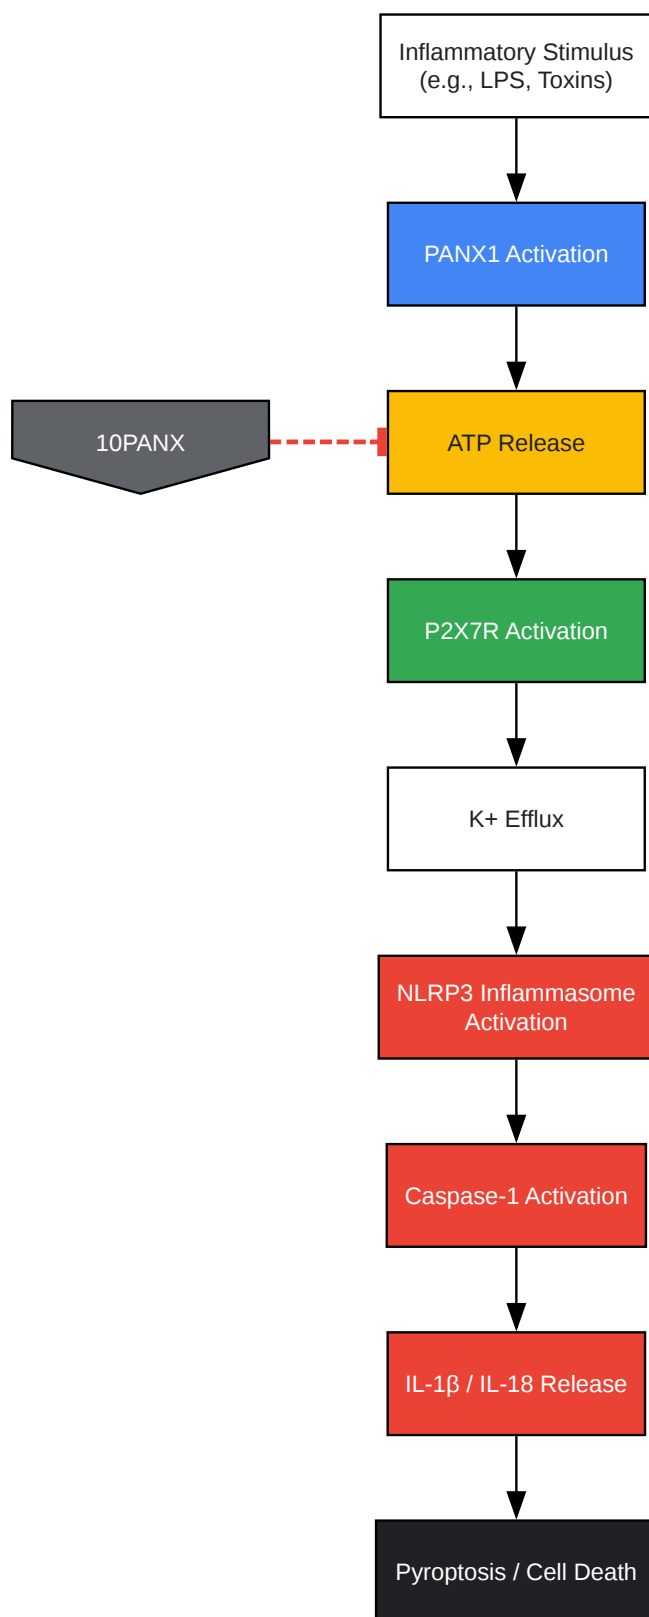 Inflammatory Stimulus
(e.g., LPS, Toxins)
PANX1 Activation
10PANX
ATP Release
P2X7R Activation
K+ Efflux
NLRP3 Inflammasome
Activation
Caspase-1 Activation
IL-1β / IL-18 Release
Pyroptosis / Cell Death